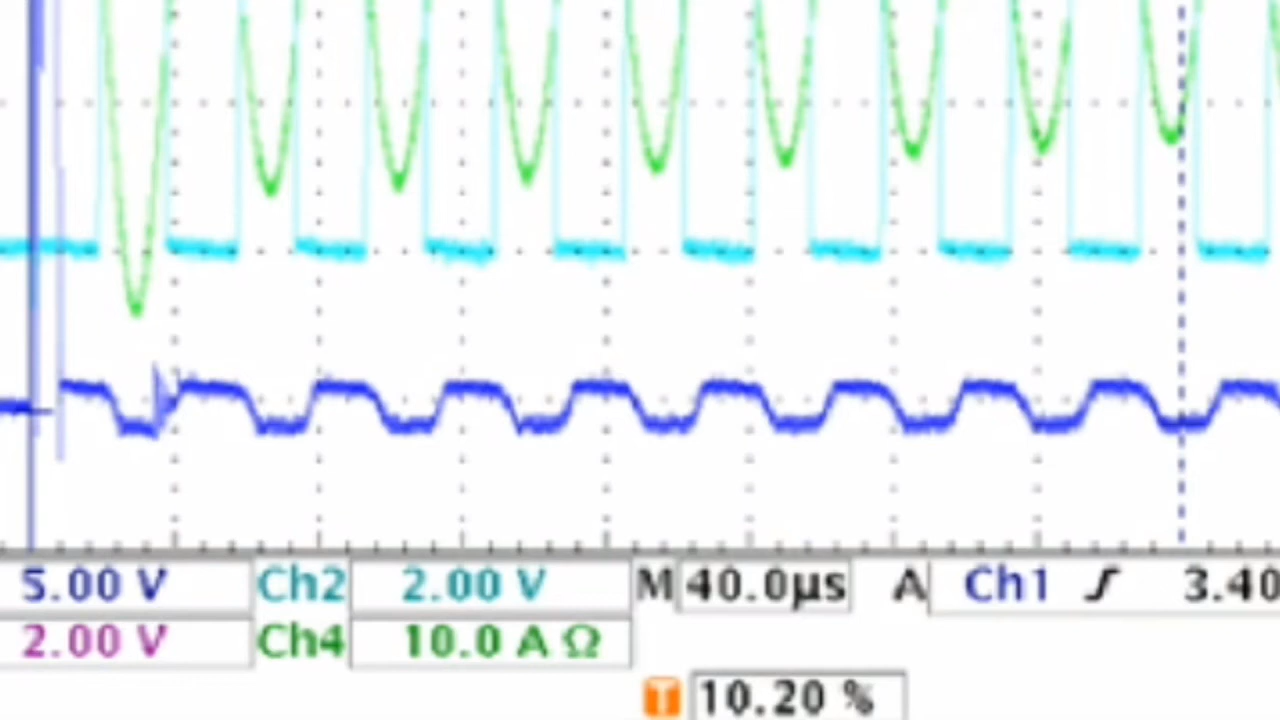 5.00 V Ch2 2.00 V M 40.0µs A Ch1 ʃ 3.40
2.00 V Ch4 10.0 A Ω
T 10.20 %